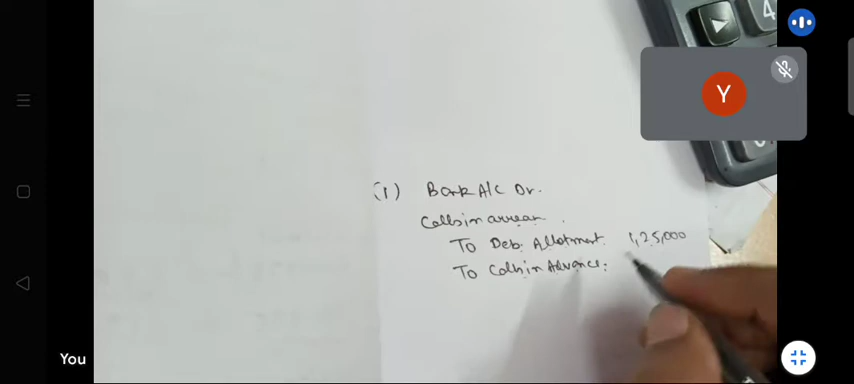 Y
(1) Bank A/C Dr.
Calls in arrear.
To Deb. Allotment. 1,25,000
To Calls in Advance.
You